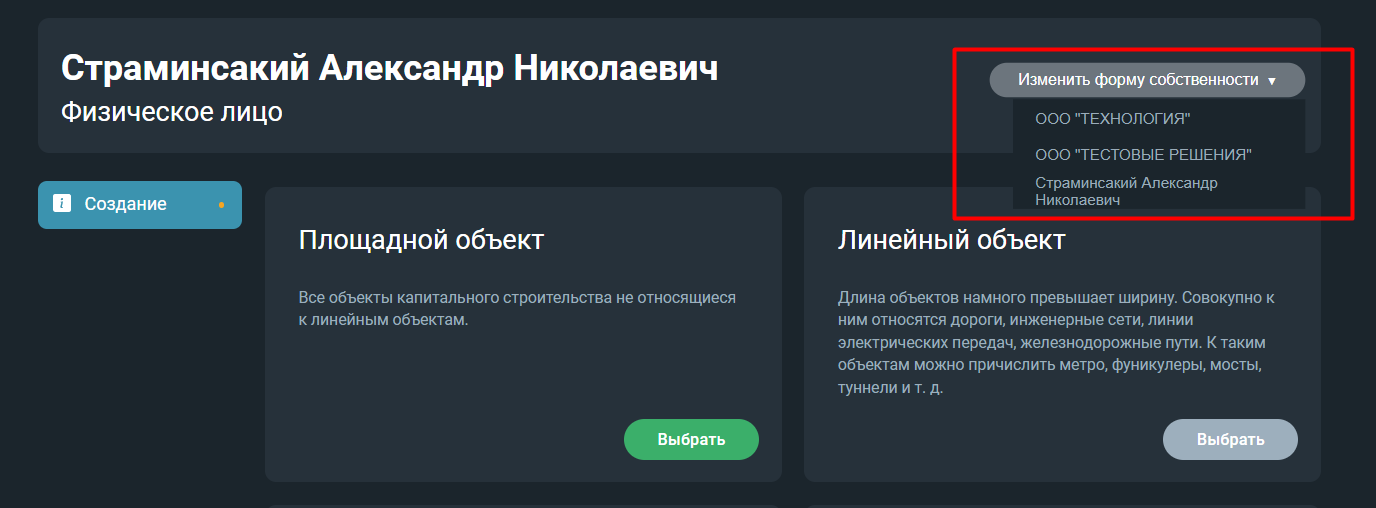 Страминсакий Александр Николаевич
Физическое лицо
Изменить форму собственности ▼
ООО "ТЕХНОЛОГИЯ"
ООО "ТЕСТОВЫЕ РЕШЕНИЯ"
Страминсакий Александр
Николаевич
i Создание
Площадной объект
Все объекты капитального строительства не относящиеся
к линейным объектам.
Выбрать
Линейный объект
Длина объектов намного превышает ширину. Совокупно к
ним относятся дороги, инженерные сети, линии
электрических передач, железнодорожные пути. К таким
объектам можно причислить метро, фуникулеры, мосты,
туннели и т. д.
Выбрать